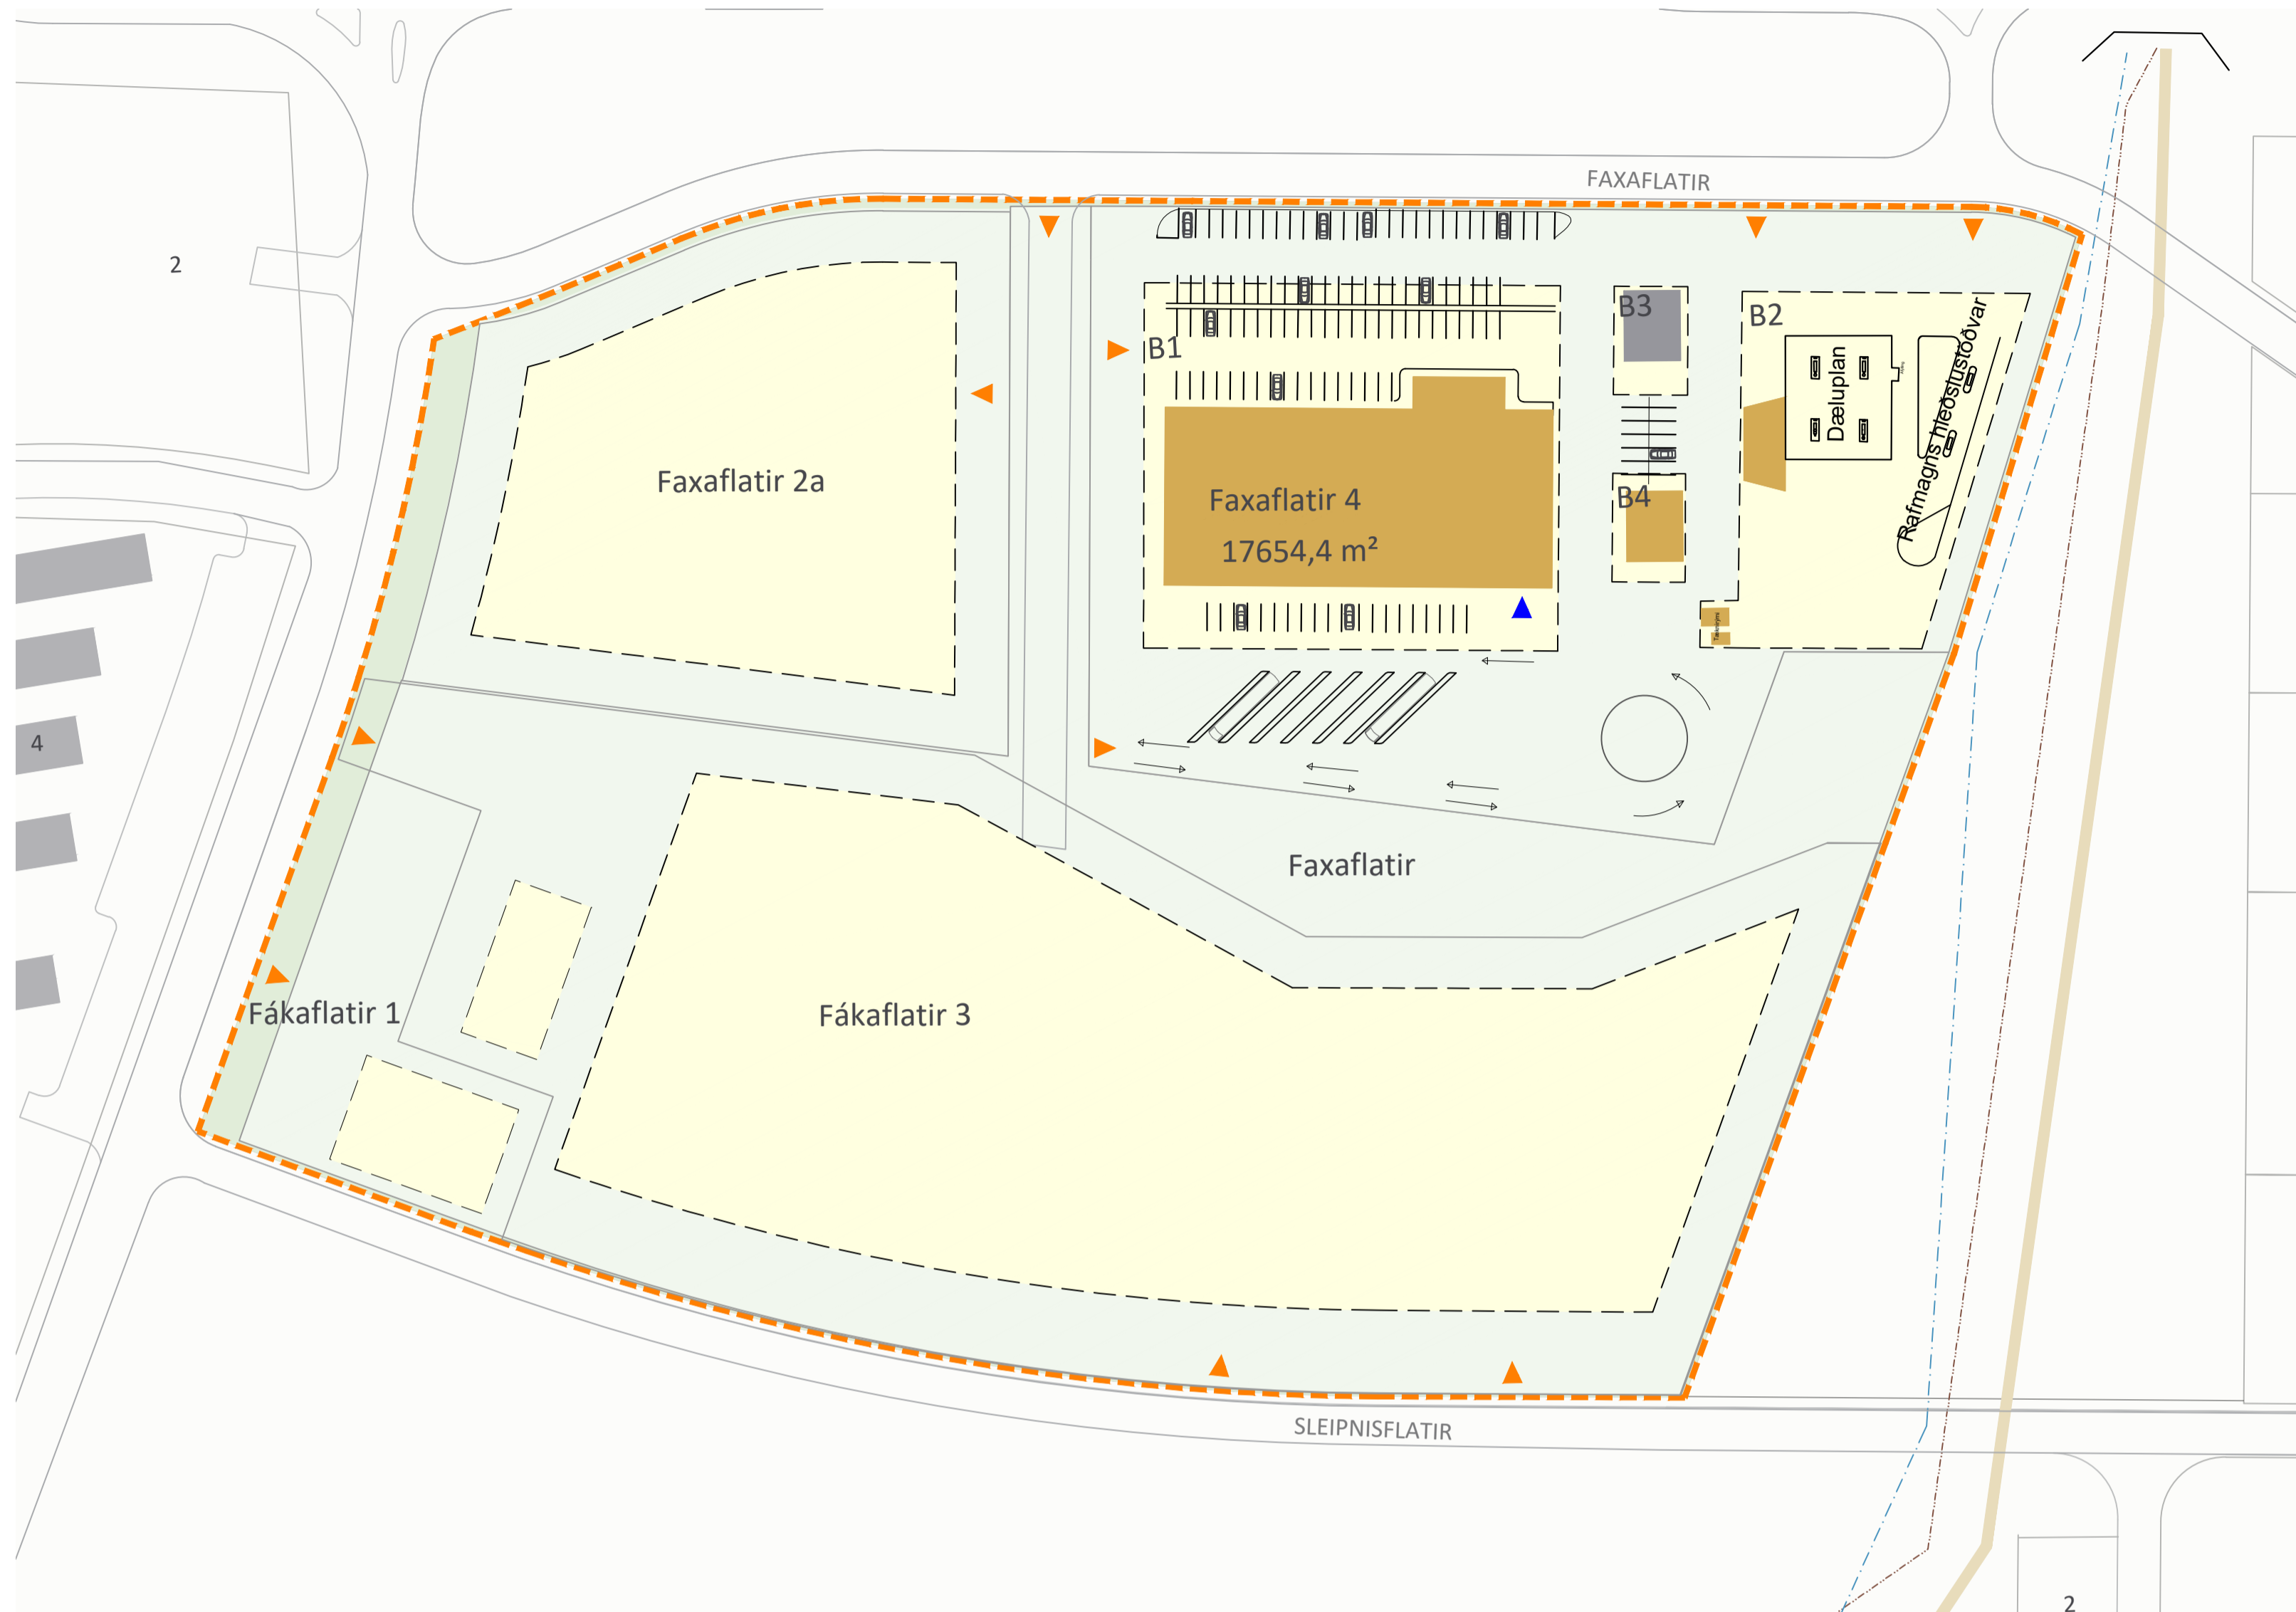 FAXAFLATIR
2
B3
B2
B1
Dæluplan
Rafmagns hleðslustöðvar
Faxaflatir 2a
Faxaflatir 4
17654,4 m²
B4
4
Faxaflatir
Fákaflatir 1
Fákaflatir 3
SLEIPNISFLATIR
2